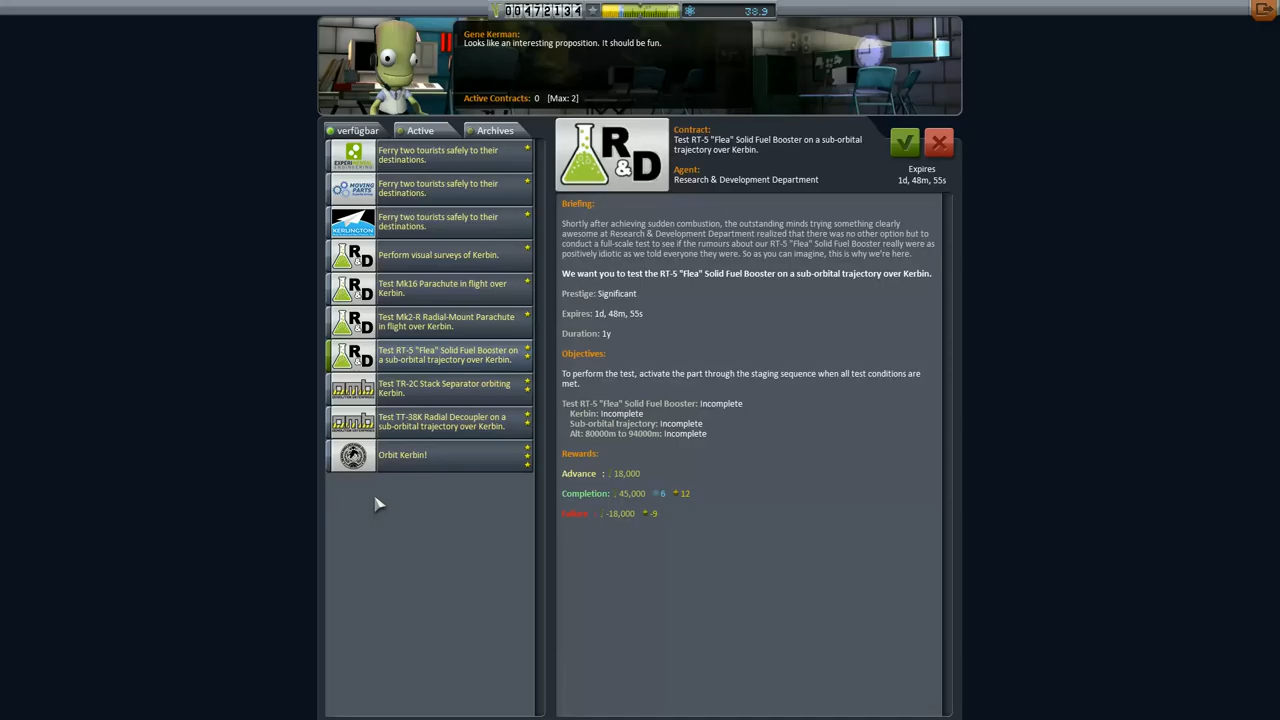 00472134
38.9
Gene Kerman:
Looks like an interesting proposition. It should be fun.
Active Contracts: 0 [Max: 2]
verfügbar
Active
Archives
EXPERIMENTAL
ENGINEERING
Ferry two tourists safely to their
destinations.
MOVING
PARTS
Ferry two tourists safely to their
destinations.
KERLINGTON
Ferry two tourists safely to their
destinations.
R&D
Perform visual surveys of Kerbin.
R&D
Test Mk16 Parachute in flight over
Kerbin.
R&D
Test Mk2-R Radial-Mount Parachute
in flight over Kerbin.
R&D
Test RT-5 "Flea" Solid Fuel Booster on
a sub-orbital trajectory over Kerbin.
Test TR-2C Stack Separator orbiting
Kerbin.
Test TT-38K Radial Decoupler on a
sub-orbital trajectory over Kerbin.
Orbit Kerbin!
R&D
Contract:
Test RT-5 "Flea" Solid Fuel Booster on a sub-orbital
trajectory over Kerbin.
Agent:
Research & Development Department
Expires
1d, 48m, 55s
Briefing:
Shortly after achieving sudden combustion, the outstanding minds trying something clearly
awesome at Research & Development Department realized that there was no other option but to
conduct a full-scale test to see if the rumours about our RT-5 "Flea" Solid Fuel Booster really were as
positively idiotic as we told everyone they were. So as you can imagine, this is why we're here.
We want you to test the RT-5 "Flea" Solid Fuel Booster on a sub-orbital trajectory over Kerbin.
Prestige: Significant
Expires: 1d, 48m, 55s
Duration: 1y
Objectives:
To perform the test, activate the part through the staging sequence when all test conditions are
met.
Test RT-5 "Flea" Solid Fuel Booster: Incomplete
Kerbin: Incomplete
Sub-orbital trajectory: Incomplete
Alt: 80000m to 94000m: Incomplete
Rewards:
Advance : 18,000
Completion: 45,000 6 12
Failure : -18,000 -9